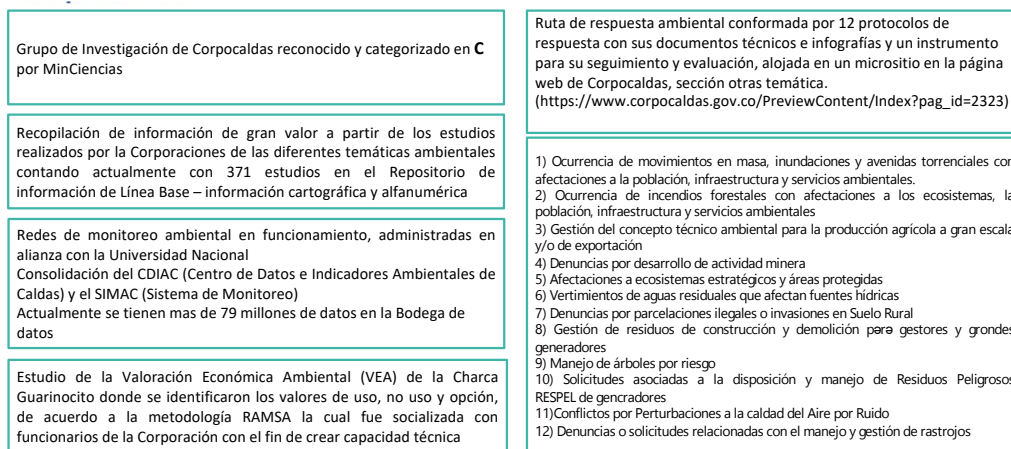 Grupo de Investigación de Corpocaldas reconocido y categorizado en C
por MinCiencias
Recopilación de información de gran valor a partir de los estudios
realizados por la Corporaciones de las diferentes temáticas ambientales
contando actualmente con 371 estudios en el Repositorio de
información de Línea Base – información cartográfica y alfanumérica
Redes de monitoreo ambiental en funcionamiento, administradas en
alianza con la Universidad Nacional
Consolidación del CDIAC (Centro de Datos e Indicadores Ambientales de
Caldas) y el SIMAC (Sistema de Monitoreo)
Actualmente se tienen mas de 79 millones de datos en la Bodega de
datos
Estudio de la Valoración Económica Ambiental (VEA) de la Charca
Guarinocito donde se identificaron los valores de uso, no uso y opción,
de acuerdo a la metodología RAMSA la cual fue socializada con
funcionarios de la Corporación con el fin de crear capacidad técnica
Ruta de respuesta ambiental conformada por 12 protocolos de
respuesta con sus documentos técnicos e infografías y un instrumento
para su seguimiento y evaluación, alojada en un micrositio en la página
web de Corpocaldas, sección otras temática.
(https://www.corpocaldas.gov.co/PreviewContent/Index?pag_id=2323)
1) Ocurrencia de movimientos en masa, inundaciones y avenidas torrenciales con
afectaciones a la población, infraestructura y servicios ambientales.
2) Ocurrencia de incendios forestales con afectaciones a los ecosistemas, la
población, infraestructura y servicios ambientales
3) Gestión del concepto técnico ambiental para la producción agrícola a gran escala
y/o de exportación
4) Denuncias por desarrollo de actividad minera
5) Afectaciones a ecosistemas estratégicos y áreas protegidas
6) Vertimientos de aguas residuales que afectan fuentes hídricas
7) Denuncias por parcelaciones ilegales o invasiones en Suelo Rural
8) Gestión de residuos de construcción y demolición pərə gestores y grondes
generadores
9) Manejo de árboles por riesgo
10) Solicitudes asociadas a la disposición y manejo de Residuos Peligrosos
RESPEL de gencradores
11)Conflictos por Perturbaciones a la caldad del Aire por Ruido
12) Denuncias o solicitudes relacionadas con el manejo y gestión de rastrojos